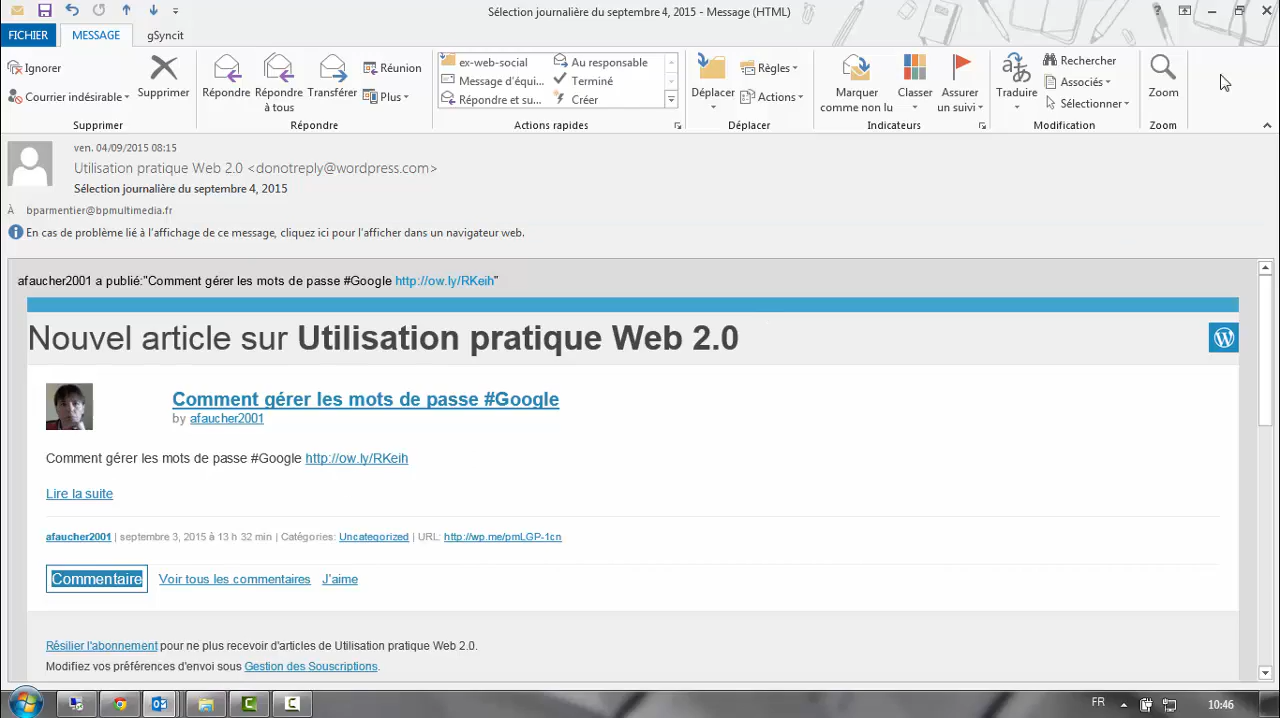 Sélection journalière du septembre 4, 2015 - Message (HTML)
FICHIER MESSAGE gSyncit
Ignorer
Courrier indésirable
Supprimer
Supprimer
Répondre
Répondre à tous
Transférer
Réunion
Plus
Répondre
ex-web-social
Message d'équi...
Répondre et su...
Au responsable
Terminé
Créer
Actions rapides
Déplacer
Règles
Actions
Déplacer
Marquer comme non lu
Classer
Assurer un suivi
Indicateurs
Traduire
Rechercher
Associés
Sélectionner
Modification
Zoom
Zoom
ven. 04/09/2015 08:15
Utilisation pratique Web 2.0 <donotreply@wordpress.com>
Sélection journalière du septembre 4, 2015
À bparmentier@bpmultimedia.fr
En cas de problème lié à l'affichage de ce message, cliquez ici pour l'afficher dans un navigateur web.
afaucher2001 a publié:"Comment gérer les mots de passe #Google http://ow.ly/RKeih"
Nouvel article sur Utilisation pratique Web 2.0
Comment gérer les mots de passe #Google
by afaucher2001
Comment gérer les mots de passe #Google http://ow.ly/RKeih
Lire la suite
afaucher2001 | septembre 3, 2015 à 13 h 32 min | Catégories: Uncategorized | URL: http://wp.me/pmLGP-1cn
Commentaire Voir tous les commentaires J'aime
Résilier l'abonnement pour ne plus recevoir d'articles de Utilisation pratique Web 2.0.
Modifiez vos préférences d'envoi sous Gestion des Souscriptions.
FR 10:46